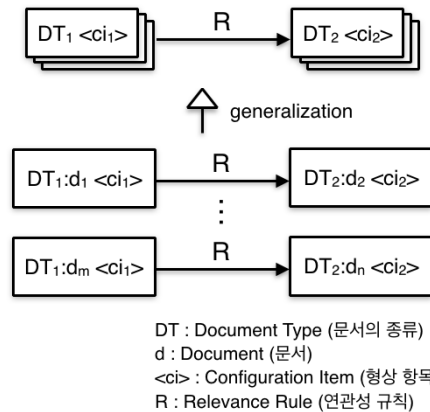 R
DT₁ <ci₁> DT₂ <ci₂>
generalization
R
DT₁:d₁ <ci₁> DT₂:d₂ <ci₂>
⋮
R
DT₁:dₘ <ci₁> DT₂:dₙ <ci₂>
DT : Document Type (문서의 종류)
d : Document (문서)
<ci> : Configuration Item (형상 항목
R : Relevance Rule (연관성 규칙)